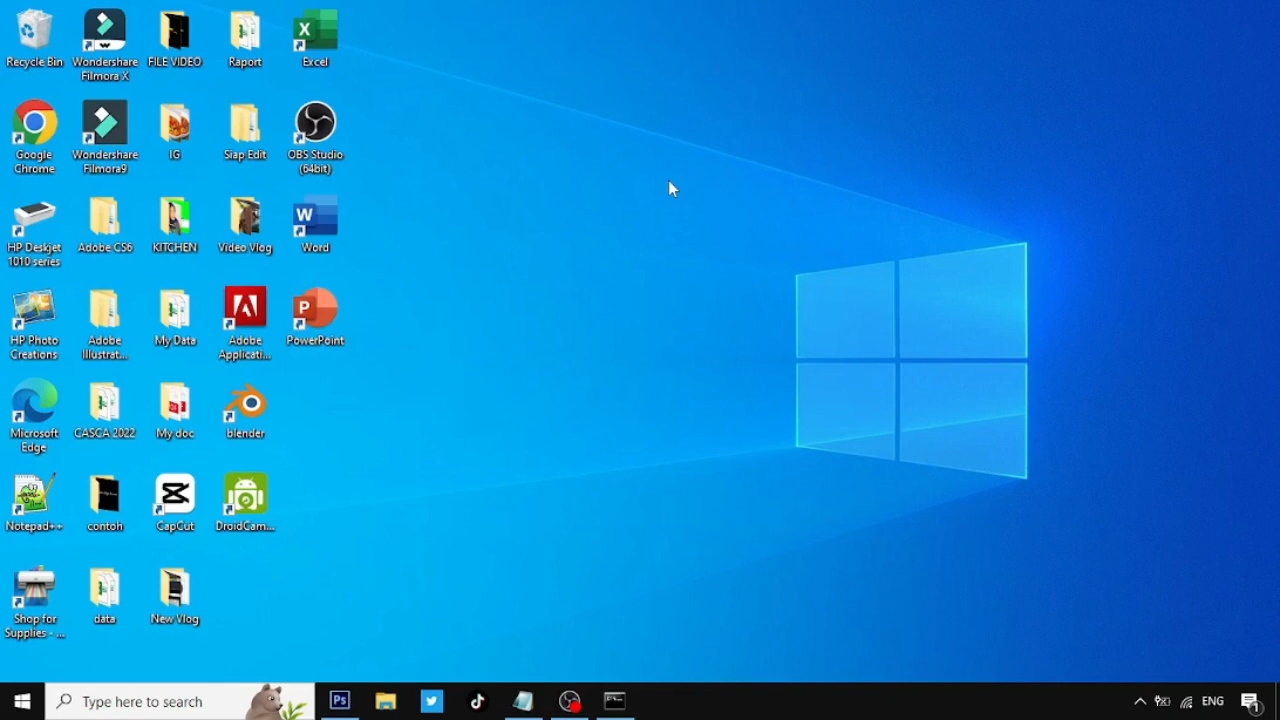 Recycle Bin
Wondershare
Filmora X
FILE VIDEO
Raport
Excel
Google
Chrome
Wondershare
Filmora9
IG
Siap Edit
OBS Studio
(64bit)
HP Deskjet
1010 series
Adobe CS6
KITCHEN
Video Vlog
Word
HP Photo
Creations
Adobe
Illustrat...
My Data
Adobe
Applicati...
PowerPoint
Microsoft
Edge
CASCA 2022
My doc
blender
Notepad++
contoh
CapCut
DroidCam...
Shop for
Supplies - ...
data
New Vlog
Type here to search
Ps
ENG
1